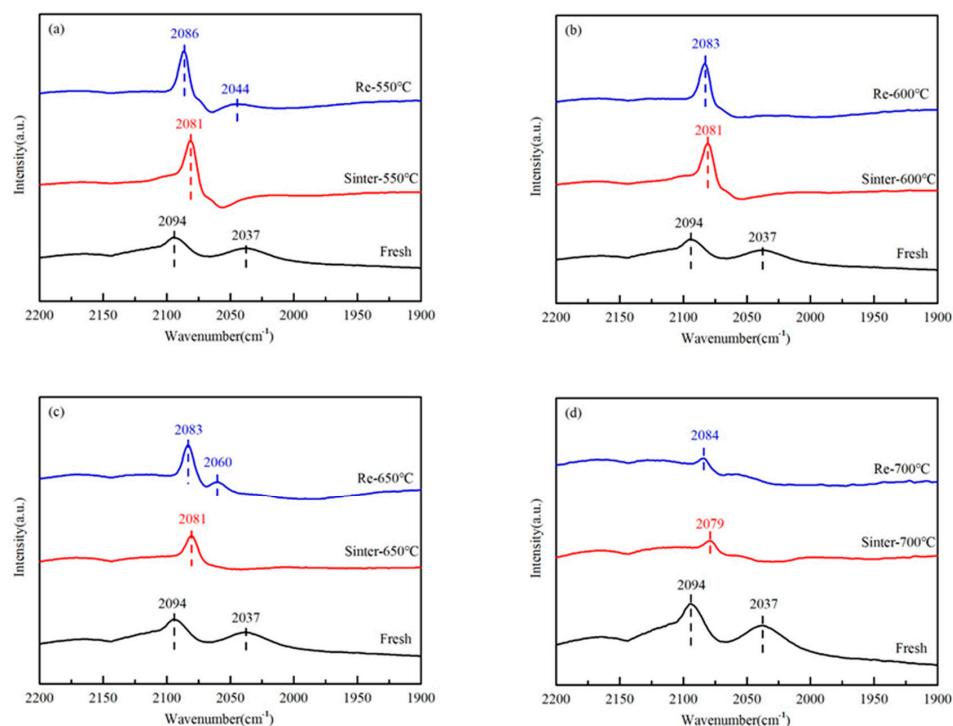 (a)
2086
2044
Re-550℃
2081
Sinter-550℃
2094
2037
Fresh
Intensity(a.u.)
2200 2150 2100 2050 2000 1950 1900
Wavenumber(cm⁻¹)
(b)
2083
Re-600℃
2081
Sinter-600℃
2094
2037
Fresh
Intensity(a.u.)
2200 2150 2100 2050 2000 1950 1900
Wavenumber(cm⁻¹)
(c)
2083
2060
Re-650℃
2081
Sinter-650℃
2094
2037
Fresh
Intensity(a.u.)
2200 2150 2100 2050 2000 1950 1900
Wavenumber(cm⁻¹)
(d)
2084
Re-700℃
2079
Sinter-700℃
2094
2037
Fresh
Intensity(a.u.)
2200 2150 2100 2050 2000 1950 1900
Wavenumber(cm⁻¹)